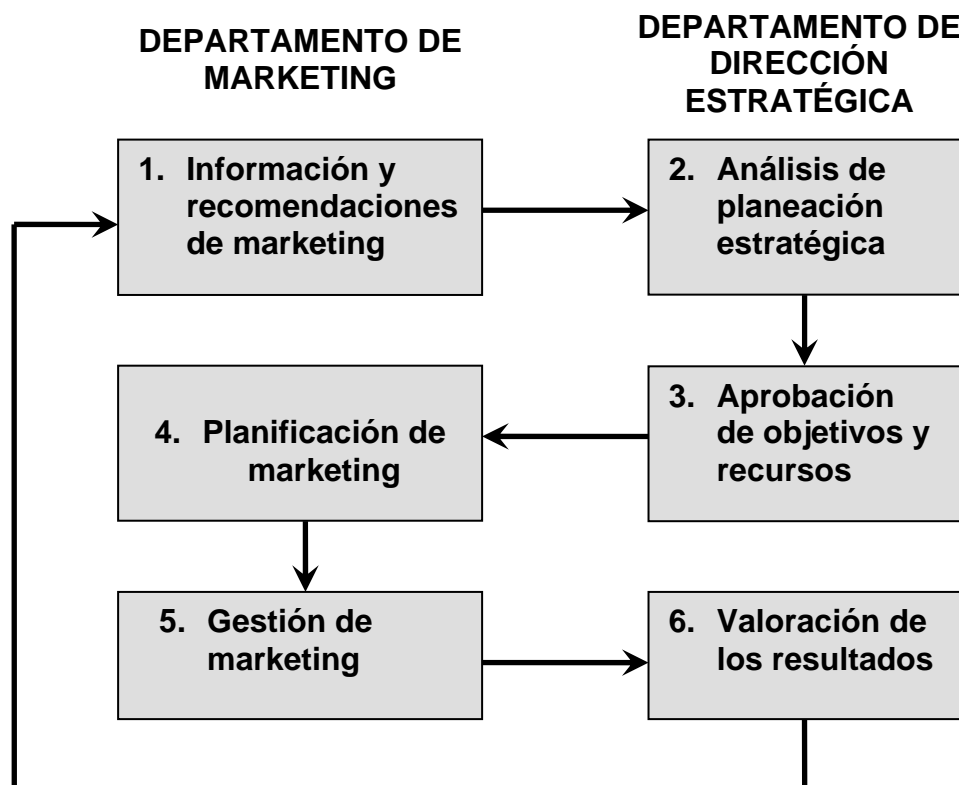 DEPARTAMENTO DE
MARKETING
DEPARTAMENTO DE
DIRECCIÓN
ESTRATÉGICA
1. Información y
recomendaciones
de marketing
2. Análisis de
planeación
estratégica
4. Planificación de
marketing
3. Aprobación
de objetivos y
recursos
5. Gestión de
marketing
6. Valoración de
los resultados